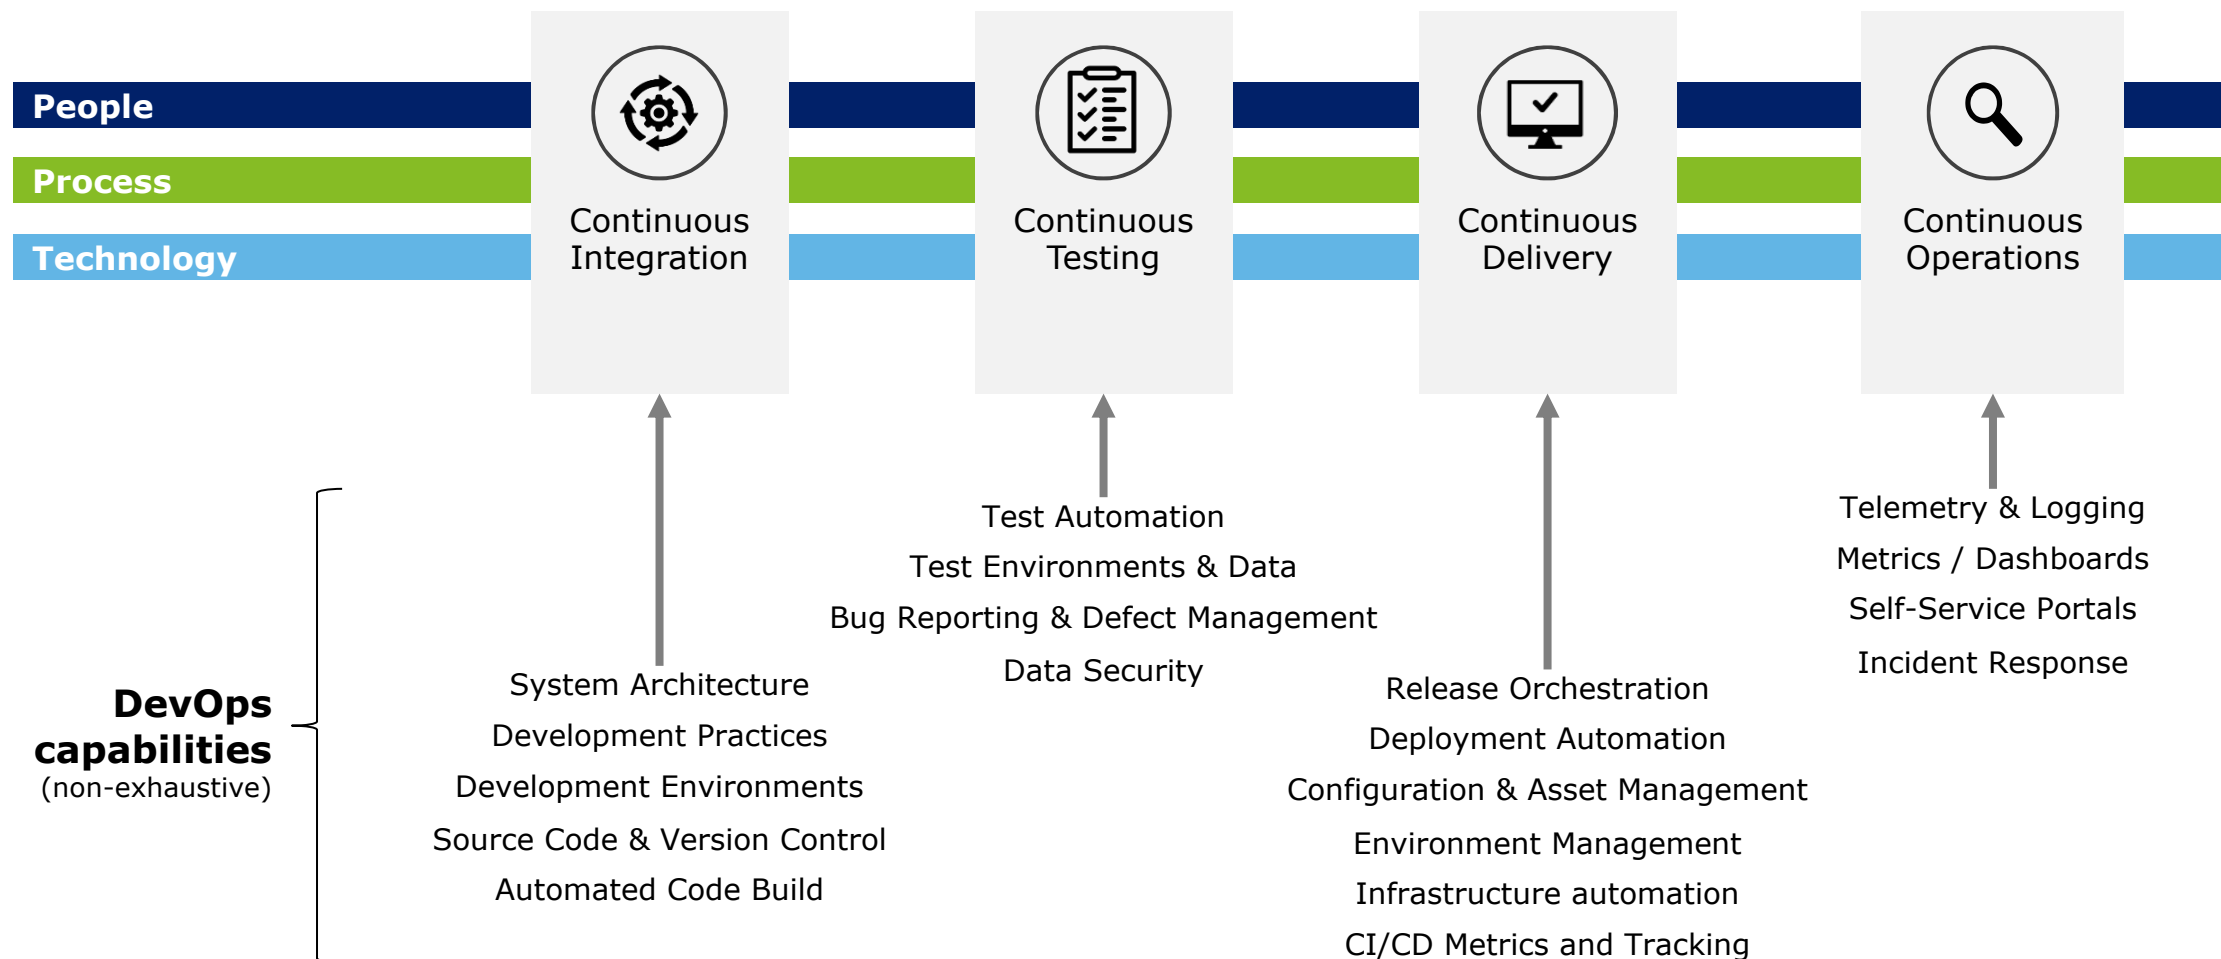 People
Process
Technology
Continuous
Integration
Continuous
Testing
Continuous
Delivery
Continuous
Operations
DevOps
capabilities
(non-exhaustive)
System Architecture
Development Practices
Development Environments
Source Code & Version Control
Automated Code Build
Test Automation
Test Environments & Data
Bug Reporting & Defect Management
Data Security
Release Orchestration
Deployment Automation
Configuration & Asset Management
Environment Management
Infrastructure automation
CI/CD Metrics and Tracking
Telemetry & Logging
Metrics / Dashboards
Self-Service Portals
Incident Response